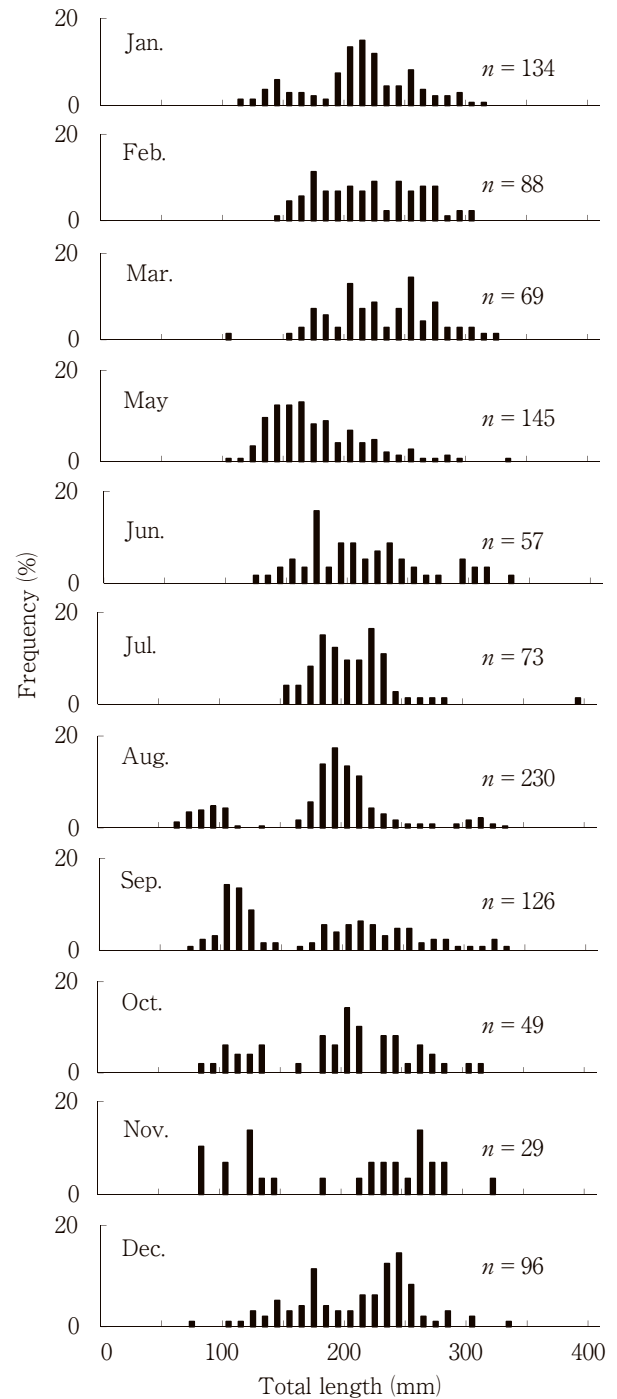 20
Jan.
n = 134
0
20
Feb.
n = 88
0
20
Mar.
n = 69
0
20
May
n = 145
0
20
Jun.
n = 57
0
Frequency (%)
20
Jul.
n = 73
0
20
Aug.
n = 230
0
20
Sep.
n = 126
0
20
Oct.
n = 49
0
20
Nov.
n = 29
0
20
Dec.
n = 96
0
0 100 200 300 400
Total length (mm)